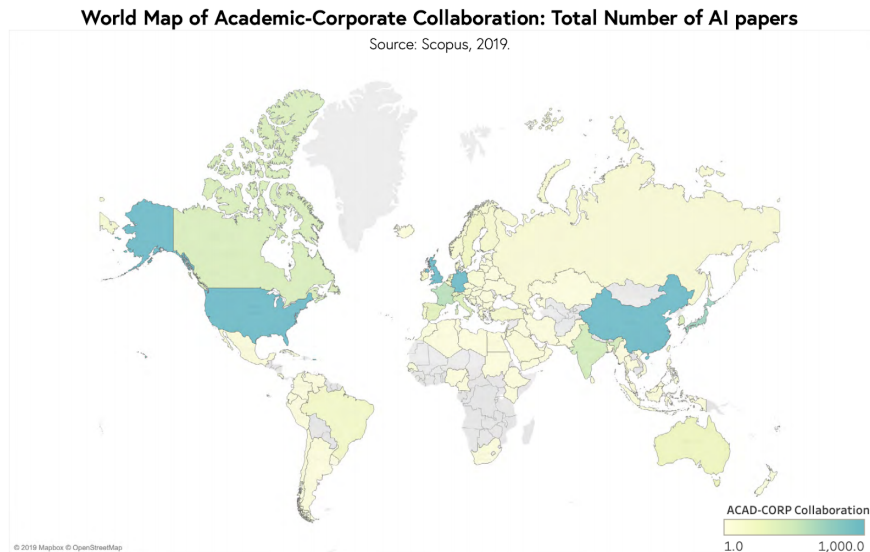 World Map of Academic-Corporate Collaboration: Total Number of AI papers
Source: Scopus, 2019.
ACAD-CORP Collaboration
1.0 1,000.0
© 2019 Mapbox © OpenStreetMap